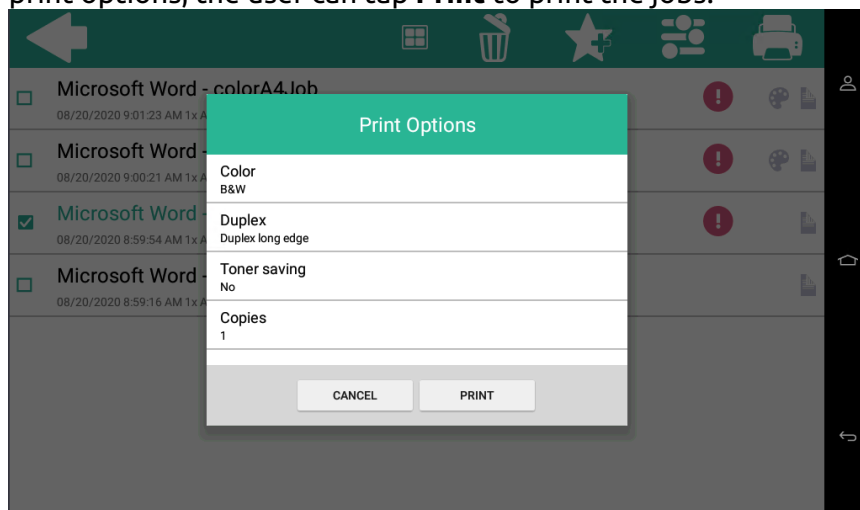 print options, the user can tap Print to print the jobs.
Microsoft Word - colorA4Job
08/20/2020 9:01:23 AM 1x A
Microsoft Word -
08/20/2020 9:00:21 AM 1x A
Microsoft Word -
08/20/2020 8:59:54 AM 1x A
Microsoft Word -
08/20/2020 8:59:16 AM 1x A
Print Options
Color
B&W
Duplex
Duplex long edge
Toner saving
No
Copies
1
CANCEL PRINT